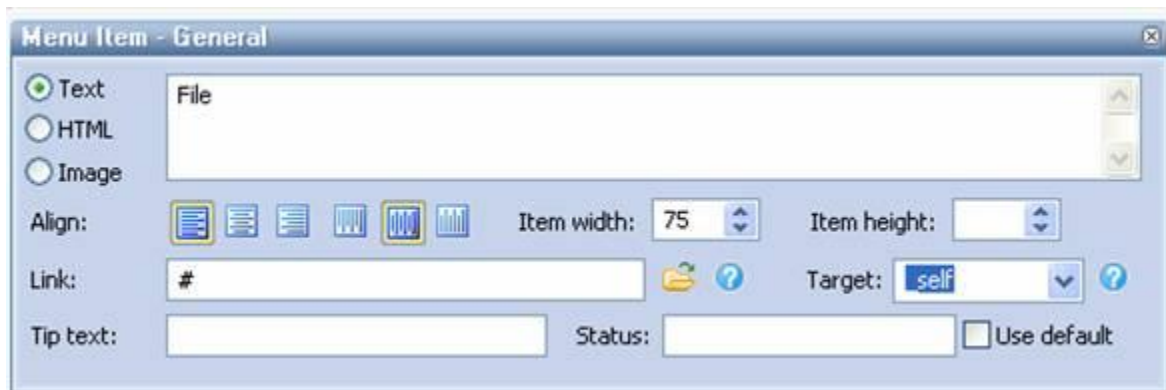 Menu Item - General
Text
File
HTML
Image
Align: Item width: 75 Item height:
Link: # Target: _self
Tip text: Status: Use default